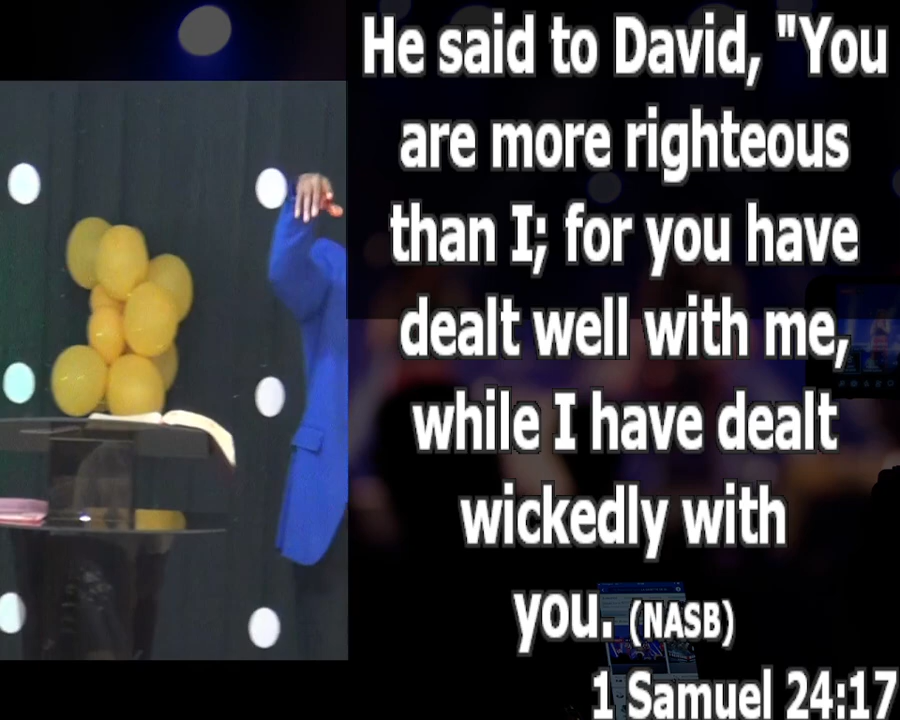 He said to David, "You
are more righteous
than I; for you have
dealt well with me,
while I have dealt
wickedly with
you. (NASB)
1 Samuel 24:17